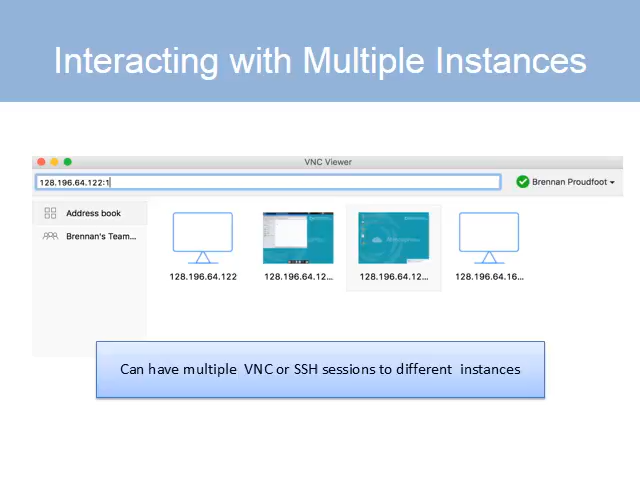 Interacting with Multiple Instances
VNC Viewer
128.196.64.122:1
Brennan Proudfoot
Address book
Brennan's Team...
128.196.64.122
128.196.64.12...
128.196.64.12...
128.196.64.16...
Can have multiple VNC or SSH sessions to different instances